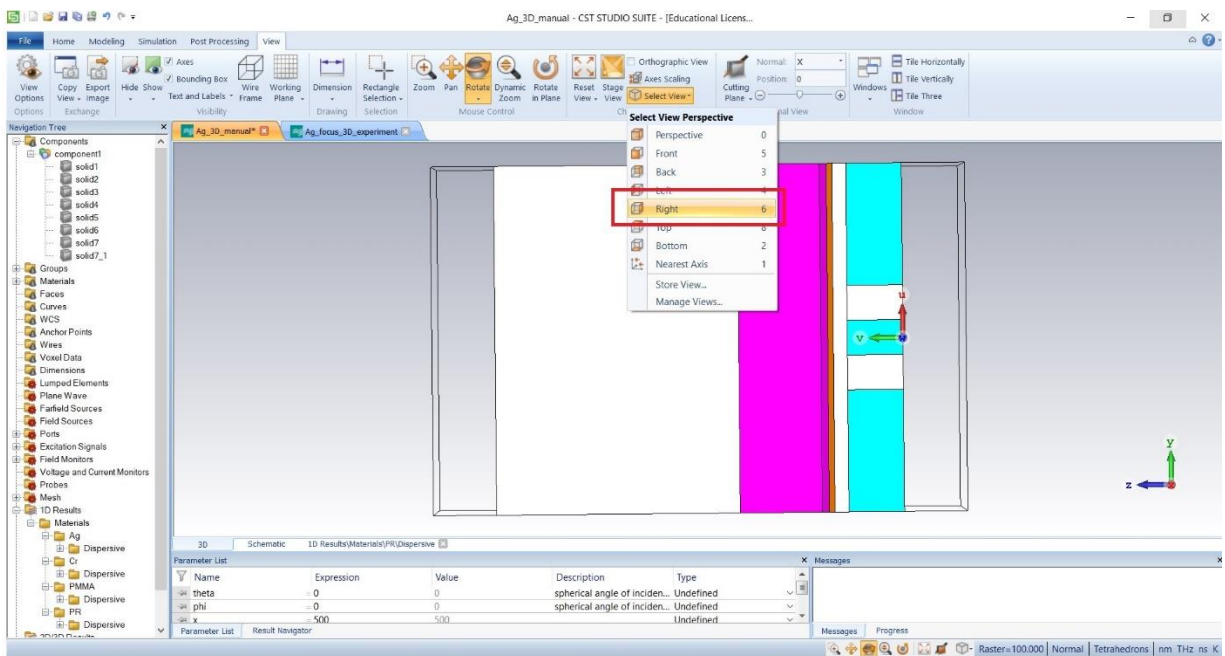 Ag_3D_manual - CST STUDIO SUITE - [Educational Licens...
File Home Modeling Simulation Post Processing View
View Options
Copy View
Export Image
Hide Show
Axes
Bounding Box
Text and Labels
Wire Frame
Working Plane
Dimension
Rectangle Selection
Zoom Pan Rotate Dynamic Zoom Rotate in Plane
Reset View
Stage View
Orthographic View
Axes Scaling
Select View
Cutting Plane
Normal: X
Position: 0
Windows
Tile Horizontally
Tile Vertically
Tile Three
Options Exchange Visibility Drawing Selection Mouse Control Ch nal View Window
Navigation Tree
Ag_3D_manual* Ag_focus_3D_experiment
Components
component1
solid1
solid2
solid3
solid4
solid5
solid6
solid7
solid7_1
Groups
Materials
Faces
Curves
WCS
Anchor Points
Wires
Voxel Data
Dimensions
Lumped Elements
Plane Wave
Farfield Sources
Field Sources
Ports
Excitation Signals
Field Monitors
Voltage and Current Monitors
Probes
Mesh
1D Results
Materials
Ag
Dispersive
Cr
Dispersive
PMMA
Dispersive
PR
Dispersive
2D/3D Results
Select View Perspective
Perspective 0
Front 5
Back 3
Left 4
Right 6
Top 8
Bottom 2
Nearest Axis 1
Store View...
Manage Views...
u
v
w
y
z
3D Schematic 1D Results\Materials\PR\Dispersive
Parameter List
Name Expression Value Description Type
theta = 0 0 spherical angle of inciden... Undefined
phi = 0 0 spherical angle of inciden... Undefined
x = 500 500 Undefined
Parameter List Result Navigator
Messages
Messages Progress
Raster=100.000 Normal Tetrahedrons nm THz ns K